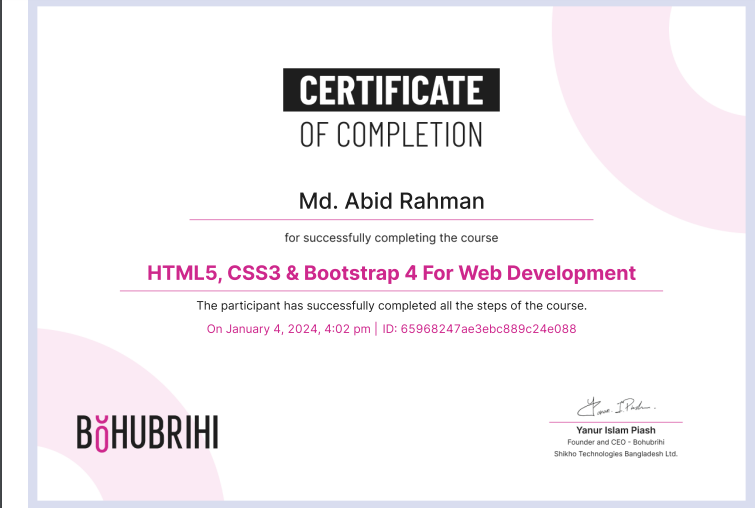 CERTIFICATE
OF COMPLETION
Md. Abid Rahman
for successfully completing the course
HTML5, CSS3 & Bootstrap 4 For Web Development
The participant has successfully completed all the steps of the course.
On January 4, 2024, 4:02 pm | ID: 65968247ae3ebc889c24e088
BOHUBRIHI
Yanur Islam Piash
Founder and CEO - Bohubrihi
Shikho Technologies Bangladesh Ltd.